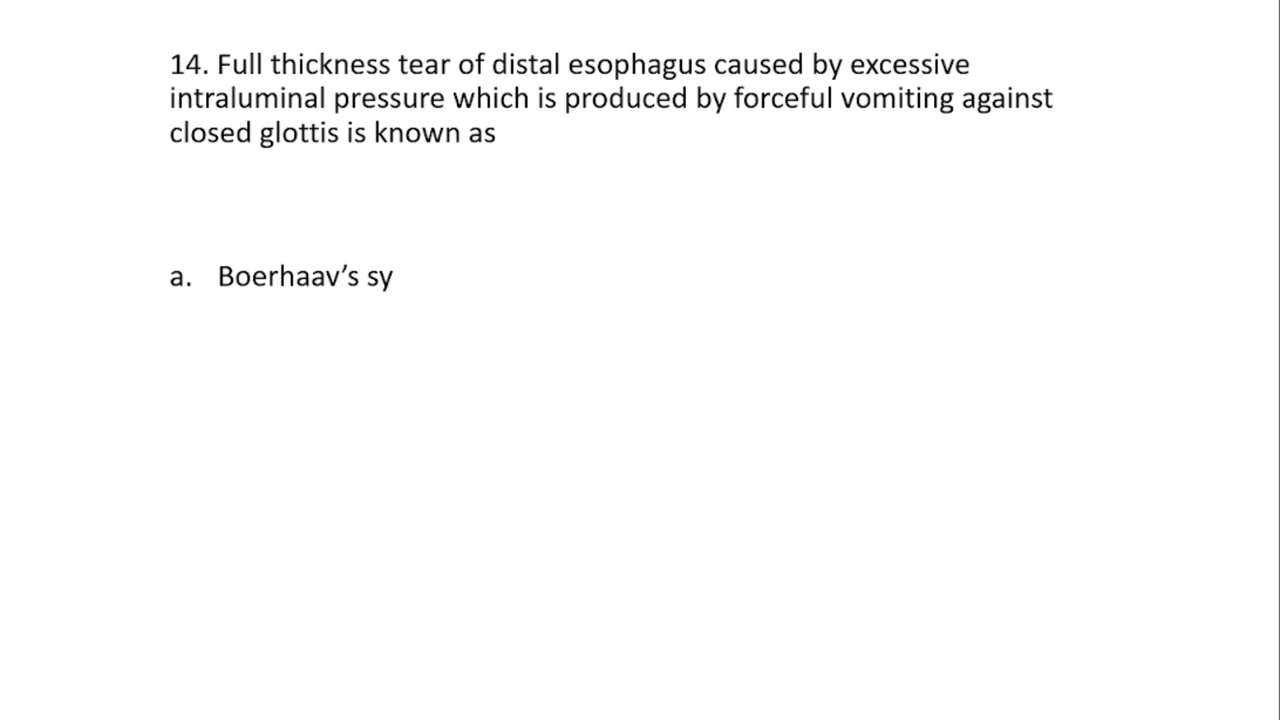 14. Full thickness tear of distal esophagus caused by excessive
intraluminal pressure which is produced by forceful vomiting against
closed glottis is known as
a. Boerhaav’s sy